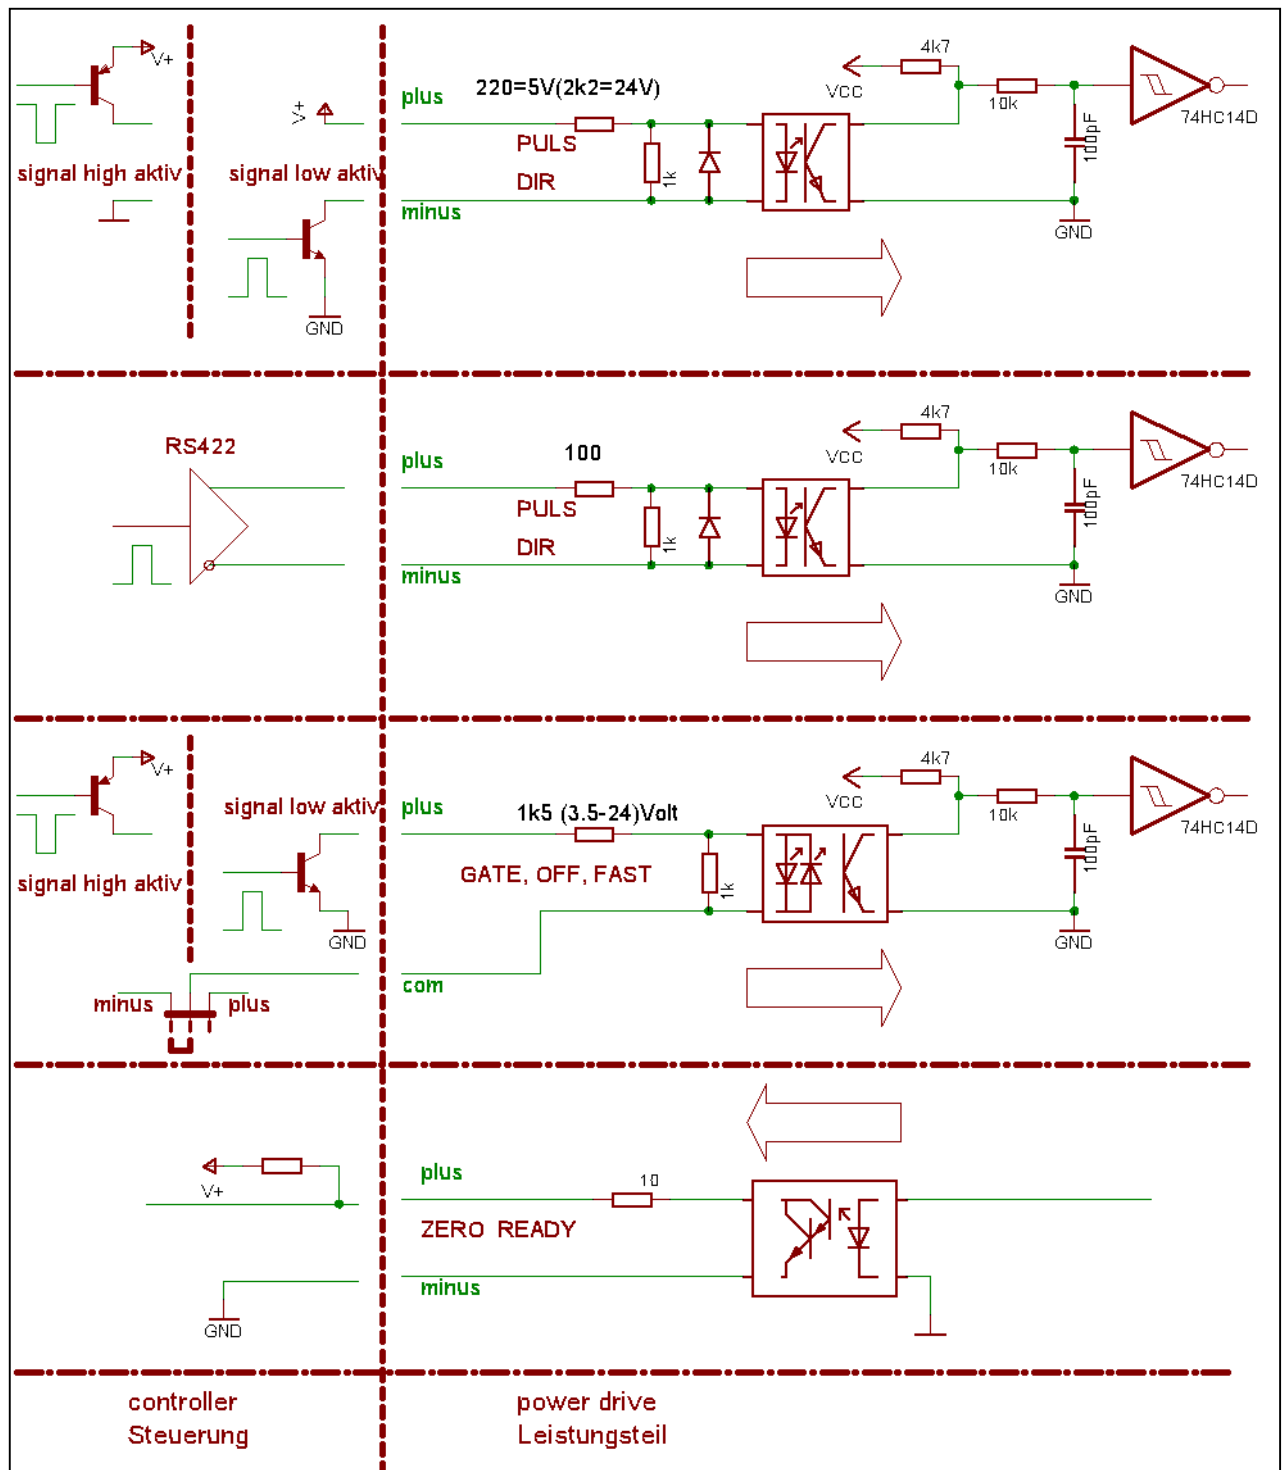 V+
signal high aktiv
V+
signal low aktiv
GND
plus
220=5V(2k2=24V)
PULS
DIR
1k
minus
4k7
VCC
10k
100pF
74HC14D
GND
RS422
plus
100
PULS
DIR
1k
minus
4k7
VCC
10k
100pF
74HC14D
GND
V+
signal high aktiv
signal low aktiv
GND
minus
plus
plus
1k5 (3.5-24)Volt
GATE, OFF, FAST
1k
com
4k7
VCC
10k
100pF
74HC14D
GND
V+
GND
plus
10
ZERO READY
minus
controller
Steuerung
power drive
Leistungsteil